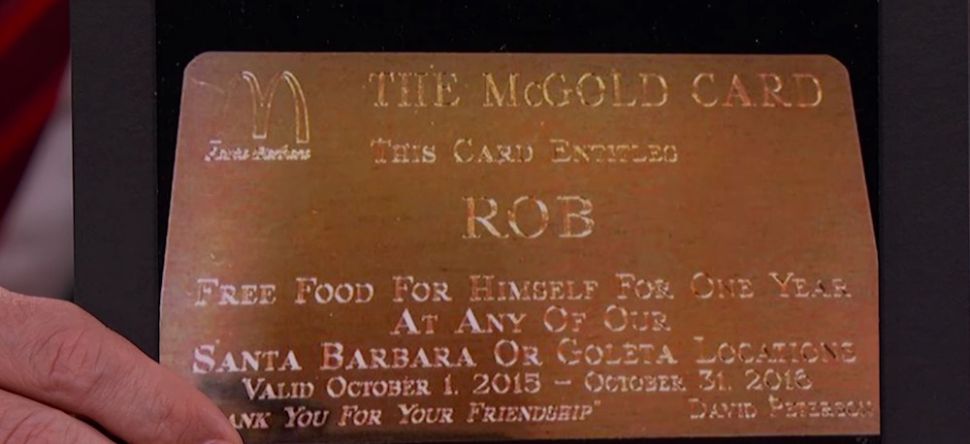 THE McGOLD CARD
THIS CARD ENTITLES
ROB
FREE FOOD FOR HIMSELF FOR ONE YEAR
AT ANY OF OUR
SANTA BARBARA OR GOLETA LOCATIONS
VALID OCTOBER 1, 2015 – OCTOBER 31, 2016
ANK YOU FOR YOUR FRIENDSHIP" DAVID PETERSON